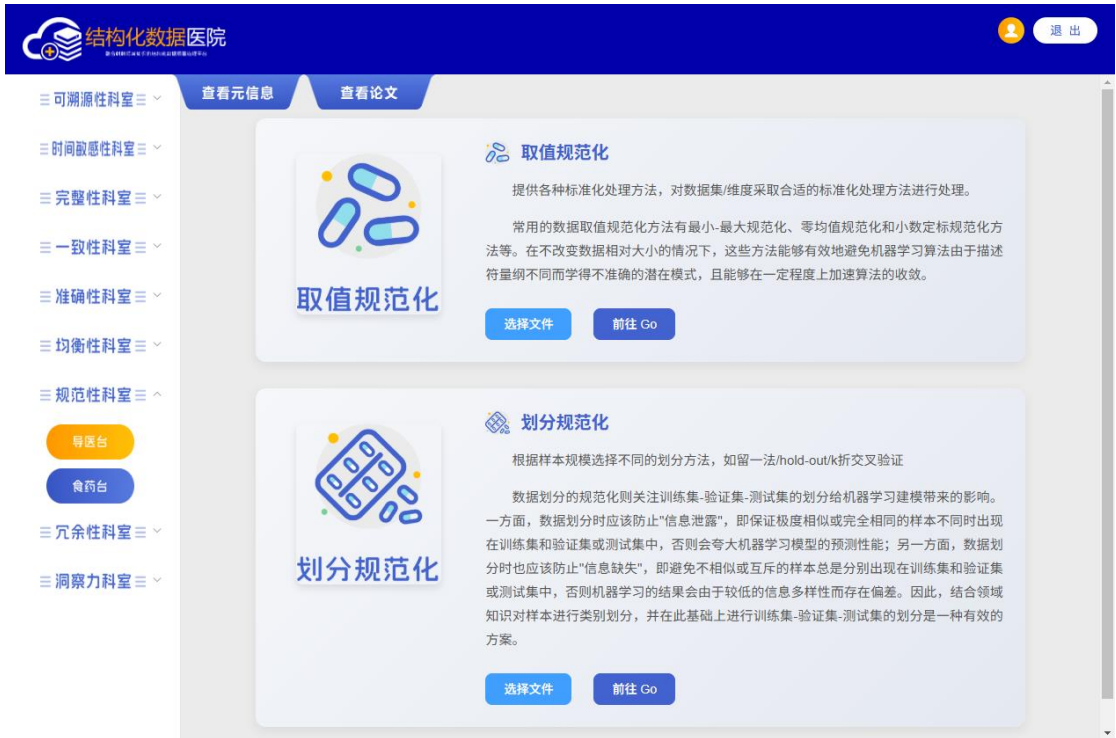 结构化数据医院
退 出
可溯源性科室
时间敏感性科室
完整性科室
一致性科室
准确性科室
均衡性科室
规范性科室
导医台
食药台
冗余性科室
洞察力科室
查看元信息
查看论文
取值规范化
取值规范化
提供各种标准化处理方法，对数据集/维度采取合适的标准化处理方法进行处理。
常用的数据取值规范化方法有最小-最大规范化、零均值规范化和小数定标规范化方
法等。在不改变数据相对大小的情况下，这些方法能够有效地避免机器学习算法由于描述
符量纲不同而学得不准确的潜在模式，且能够在一定程度上加速算法的收敛。
选择文件
前往 Go
划分规范化
划分规范化
根据样本规模选择不同的划分方法，如留一法/hold-out/k折交叉验证
数据划分的规范化则关注训练集-验证集-测试集的划分给机器学习建模带来的影响。
一方面，数据划分时应该防止"信息泄露"，即保证极度相似或完全相同的样本不同时出现
在训练集和验证集或测试集中，否则会夸大机器学习模型的预测性能；另一方面，数据划
分时也应该防止"信息缺失"，即避免不相似或互斥的样本总是分别出现在训练集和验证集
或测试集中，否则机器学习的结果会由于较低的信息多样性而存在偏差。因此，结合领域
知识对样本进行类别划分，并在此基础上进行训练集-验证集-测试集的划分是一种有效的
方案。
选择文件
前往 Go